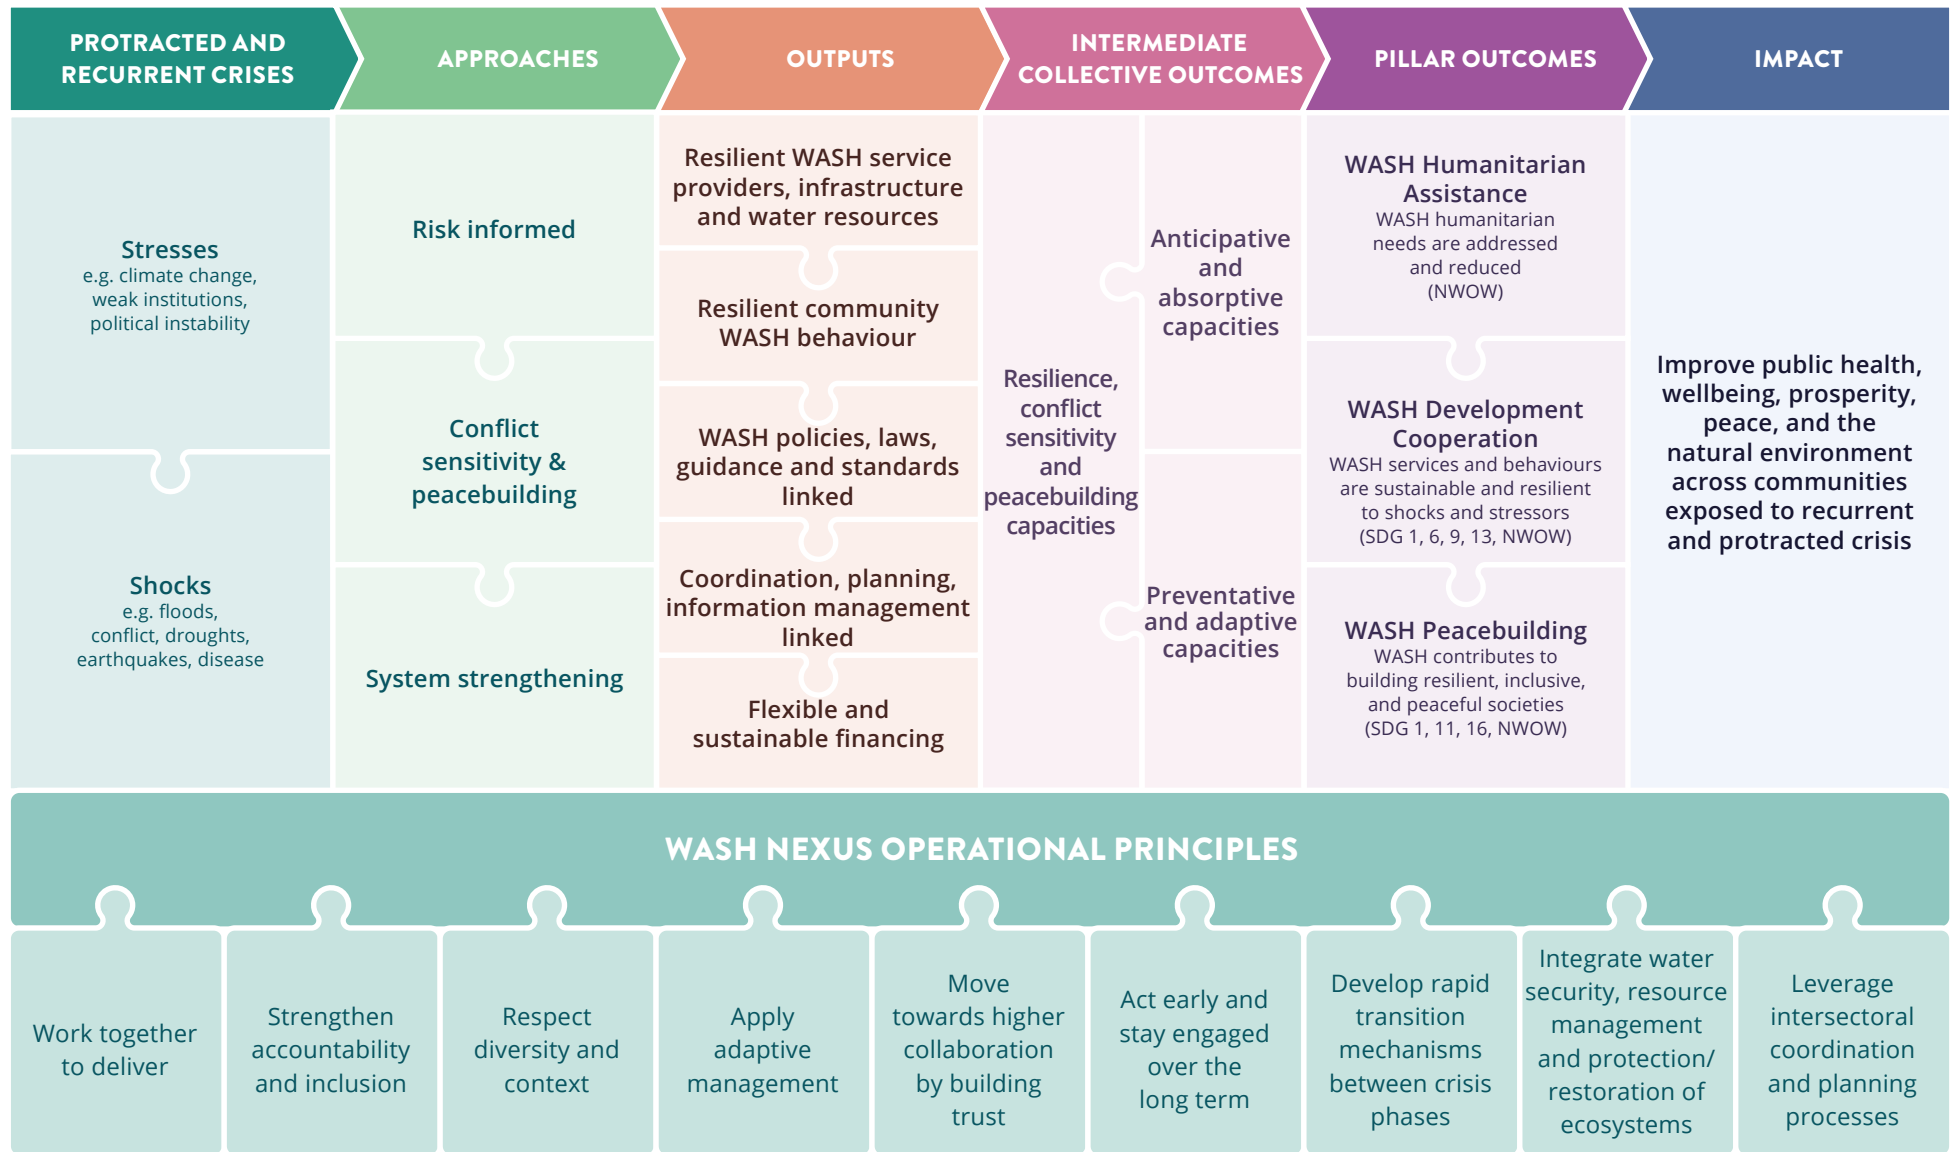 PROTRACTED AND
RECURRENT CRISES
APPROACHES
OUTPUTS
INTERMEDIATE
COLLECTIVE OUTCOMES
PILLAR OUTCOMES
IMPACT
Stresses
e.g. climate change,
weak institutions,
political instability
Shocks
e.g. floods,
conflict, droughts,
earthquakes, disease
Risk informed
Conflict
sensitivity &
peacebuilding
System strengthening
Resilient WASH service
providers, infrastructure
and water resources
Resilient community
WASH behaviour
WASH policies, laws,
guidance and standards
linked
Coordination, planning,
information management
linked
Flexible and
sustainable financing
Resilience,
conflict
sensitivity
and
peacebuilding
capacities
Anticipative
and
absorptive
capacities
Preventative
and adaptive
capacities
WASH Humanitarian
Assistance
WASH humanitarian
needs are addressed
and reduced
(NWOW)
WASH Development
Cooperation
WASH services and behaviours
are sustainable and resilient
to shocks and stressors
(SDG 1, 6, 9, 13, NWOW)
WASH Peacebuilding
WASH contributes to
building resilient, inclusive,
and peaceful societies
(SDG 1, 11, 16, NWOW)
Improve public health,
wellbeing, prosperity,
peace, and the
natural environment
across communities
exposed to recurrent
and protracted crisis
WASH NEXUS OPERATIONAL PRINCIPLES
Work together
to deliver
Strengthen
accountability
and inclusion
Respect
diversity and
context
Apply
adaptive
management
Move
towards higher
collaboration
by building
trust
Act early and
stay engaged
over the
long term
Develop rapid
transition
mechanisms
between crisis
phases
Integrate water
security, resource
management
and protection/
restoration of
ecosystems
Leverage
intersectoral
coordination
and planning
processes